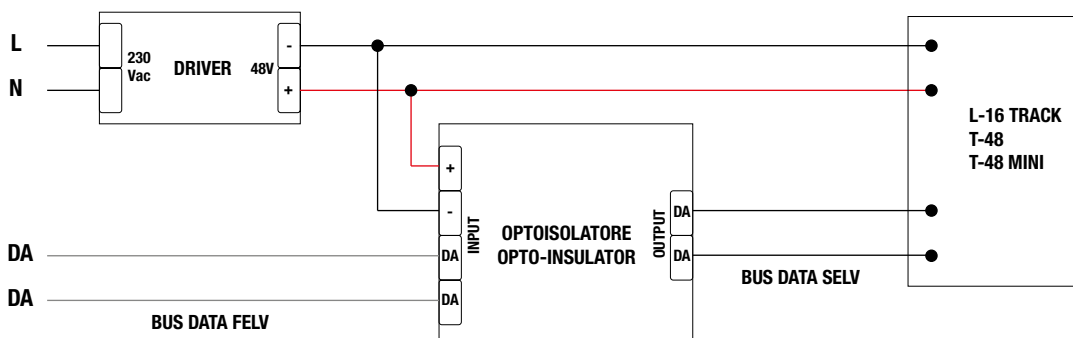 L
N
230
Vac
DRIVER
48V
-
+
L-16 TRACK
T-48
T-48 MINI
+
-
DA
DA
INPUT
OPTOISOLATORE
OPTO-INSULATOR
OUTPUT
DA
DA
DA
DA
BUS DATA FELV
BUS DATA SELV